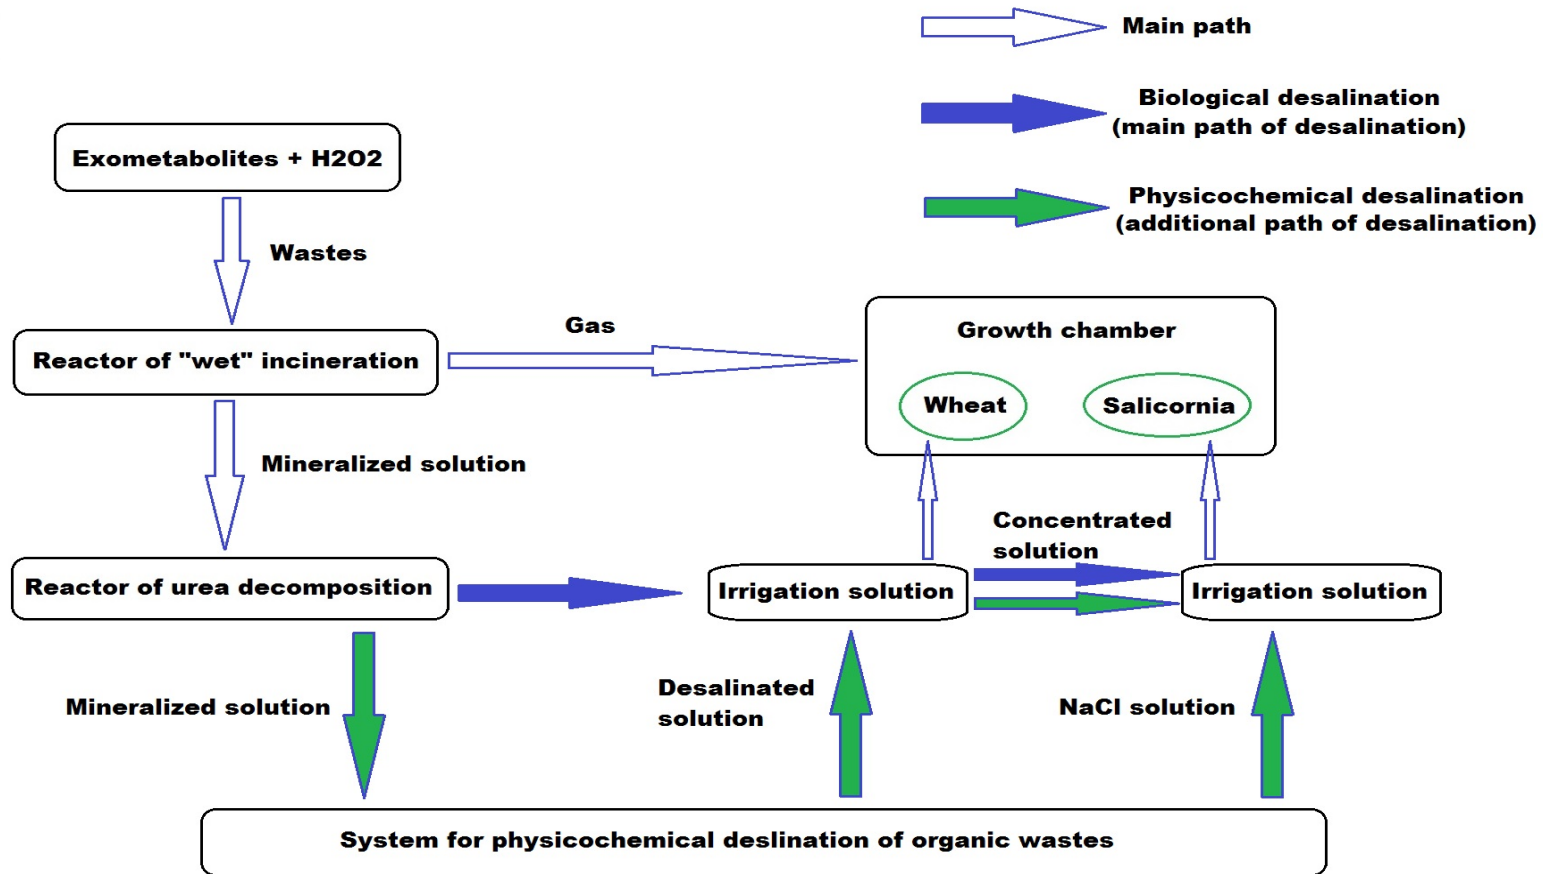 Main path
Biological desalination
(main path of desalination)
Physicochemical desalination
(additional path of desalination)
Exometabolites + H2O2
Wastes
Reactor of "wet" incineration
Gas
Growth chamber
Wheat
Salicornia
Mineralized solution
Concentrated
solution
Reactor of urea decomposition
Irrigation solution
Irrigation solution
Mineralized solution
Desalinated
solution
NaCl solution
System for physicochemical deslination of organic wastes